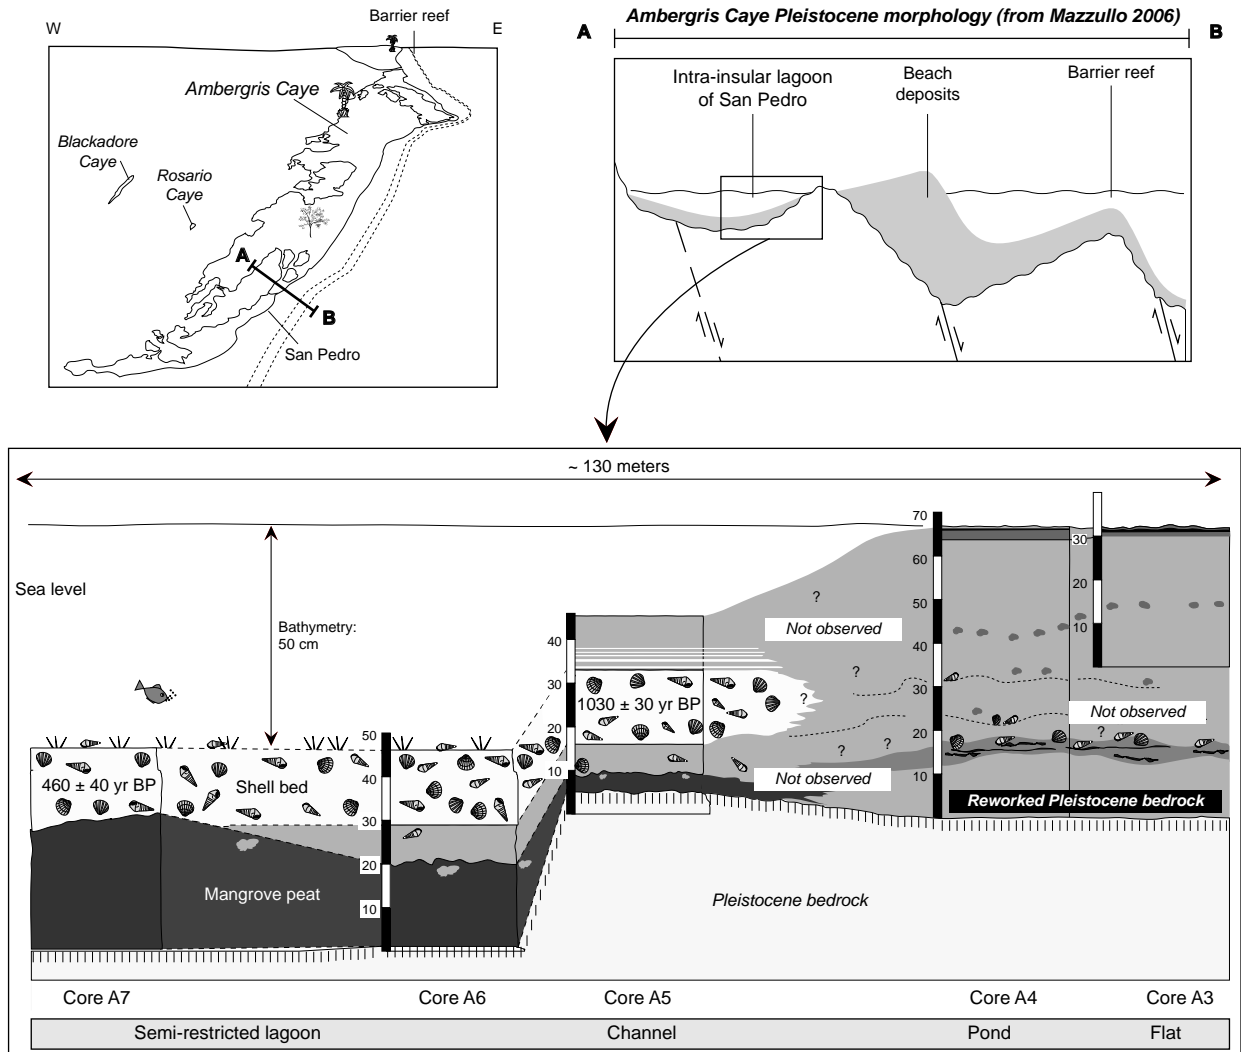 W
Barrier reef
E
Ambergris Caye
Blackadore
Caye
Rosario
Caye
A
B
San Pedro
Ambergris Caye Pleistocene morphology (from Mazzullo 2006)
A
B
Intra-insular lagoon
of San Pedro
Beach
deposits
Barrier reef
~ 130 meters
Sea level
Bathymetry:
50 cm
460 ± 40 yr BP
Shell bed
Mangrove peat
50
40
30
20
10
40
30
20
10
1030 ± 30 yr BP
?
Not observed
?
?
?
Not observed
70
60
50
40
30
20
10
30
20
10
Not observed
?
Reworked Pleistocene bedrock
Pleistocene bedrock
Core A7
Core A6
Core A5
Core A4
Core A3
Semi-restricted lagoon
Channel
Pond
Flat